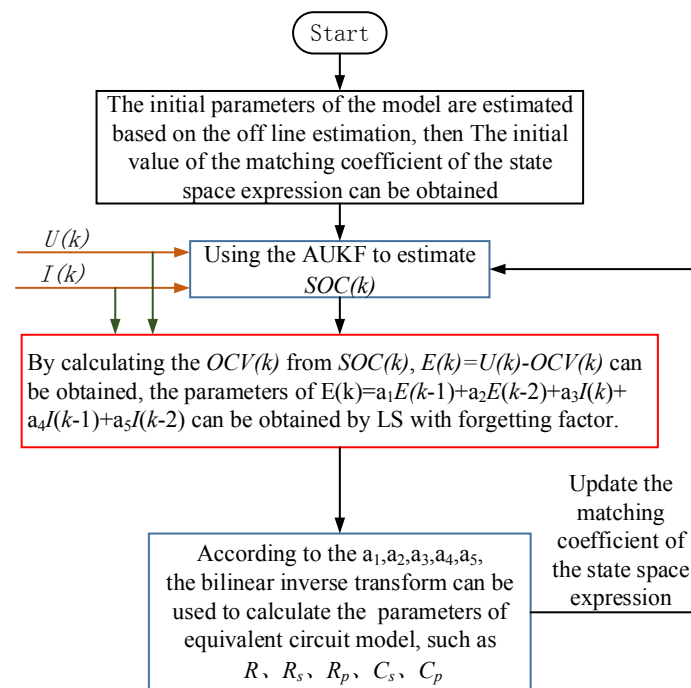 Start
The initial parameters of the model are estimated
based on the off line estimation, then The initial
value of the matching coefficient of the state
space expression can be obtained
U(k)
I(k)
Using the AUKF to estimate
SOC(k)
By calculating the OCV(k) from SOC(k), E(k)=U(k)-OCV(k) can
be obtained, the parameters of E(k)=a₁E(k-1)+a₂E(k-2)+a₃I(k)+
a₄I(k-1)+a₅I(k-2) can be obtained by LS with forgetting factor.
Update the
matching
coefficient of
the state space
expression
According to the a₁,a₂,a₃,a₄,a₅,
the bilinear inverse transform can be
used to calculate the parameters of
equivalent circuit model, such as
R、Rₛ、Rₚ、Cₛ、Cₚ